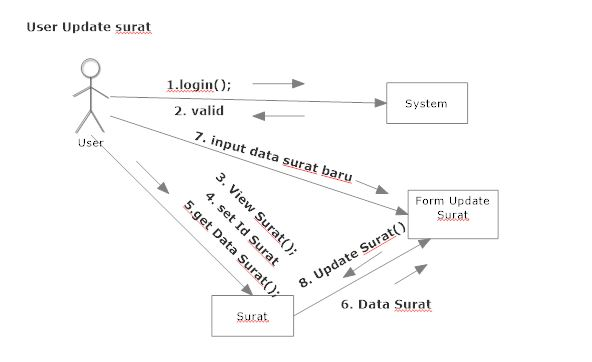 User Update surat
1.login();
2. valid
System
User
7. input data surat baru
3. View Surat();
4. set Id Surat
5.get Data Surat();
Form Update
Surat
8. Update Surat()
6. Data Surat
Surat